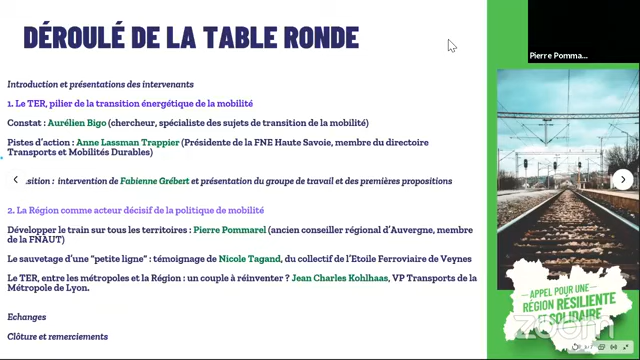 DÉROULÉ DE LA TABLE RONDE
Pierre Pomma...
Introduction et présentations des intervenants
1. Le TER, pilier de la transition énergétique de la mobilité
Constat : Aurélien Bigo (chercheur, spécialiste des sujets de transition de la mobilité)
Pistes d'action : Anne Lassman Trappier (Présidente de la FNE Haute Savoie, membre du directoire
Transports et Mobilités Durables)
sition : intervention de Fabienne Grébert et présentation du groupe de travail et des premières propositions
2. La Région comme acteur décisif de la politique de mobilité
Développer le train sur tous les territoires : Pierre Pommarel (ancien conseiller régional d'Auvergne, membre
de la FNAUT)
Le sauvetage d'une "petite ligne" : témoignage de Nicole Tagand, du collectif de l'Etoile Ferroviaire de Veynes
Le TER, entre les métropoles et la Région : un couple à réinventer ? Jean Charles Kohlhaas, VP Transports de la
Métropole de Lyon.
Echanges
Clôture et remerciements
APPEL POUR UNE
RÉGION RÉSILIENTE
SOLIDAIRE
zoom